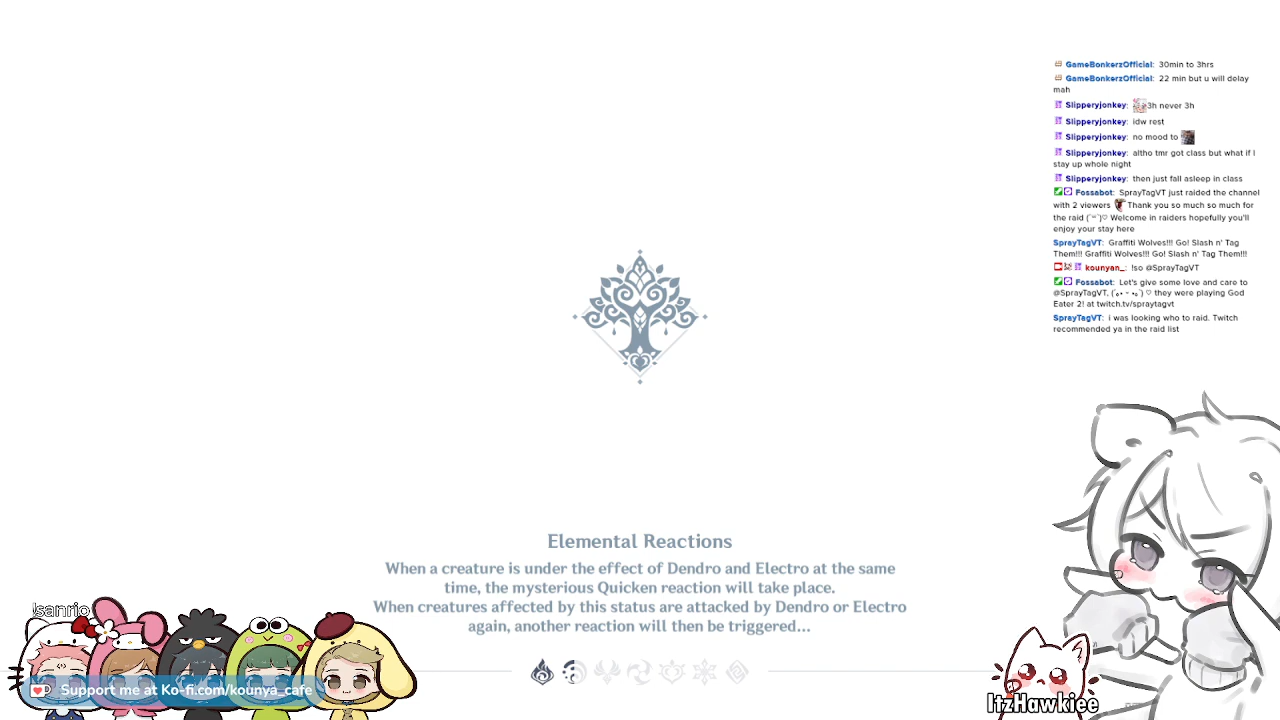 GameBonkerzOfficial: 30min to 3hrs
GameBonkerzOfficial: 22 min but u will delay
mah
Slipperyjonkey: 3h never 3h
Slipperyjonkey: idw rest
Slipperyjonkey: no mood to
Slipperyjonkey: altho tmr got class but what if I
stay up whole night
Slipperyjonkey: then just fall asleep in class
Fossabot: SprayTagVT just raided the channel
with 2 viewers Thank you so much so much for
the raid (´꒳`)♡ Welcome in raiders hopefully you'll
enjoy your stay here
SprayTagVT: Graffiti Wolves!!! Go! Slash n' Tag
Them!!! Graffiti Wolves!!! Go! Slash n' Tag Them!!!
kounyan_: !so @SprayTagVT
Fossabot: Let's give some love and care to
@SprayTagVT, (´｡• ᵕ •｡`) ♡ they were playing God
Eater 2! at twitch.tv/spraytagvt
SprayTagVT: i was looking who to raid. Twitch
recommended ya in the raid list
Elemental Reactions
When a creature is under the effect of Dendro and Electro at the same
time, the mysterious Quicken reaction will take place.
When creatures affected by this status are attacked by Dendro or Electro
again, another reaction will then be triggered...
!sanrio
Support me at Ko-fi.com/kounya_cafe
ItzHawkiee